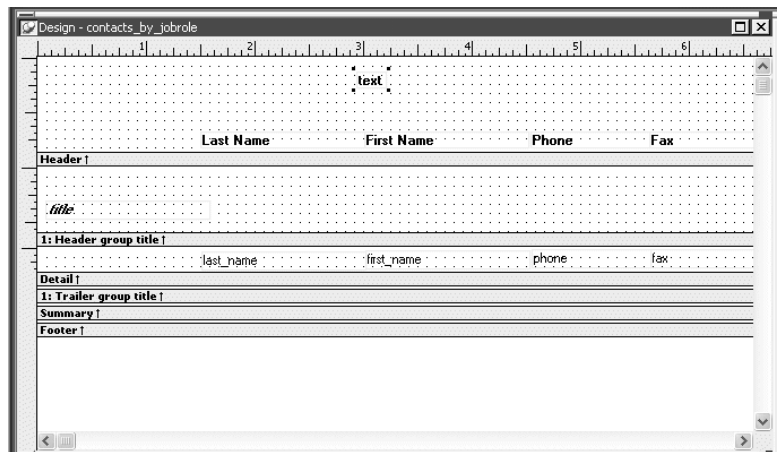 Design - contacts_by_jobrole
1 2 3 4 5 6
text
Last Name First Name Phone Fax
Header ↑
title
1: Header group title ↑
last_name first_name phone fax
Detail ↑
1: Trailer group title ↑
Summary ↑
Footer ↑